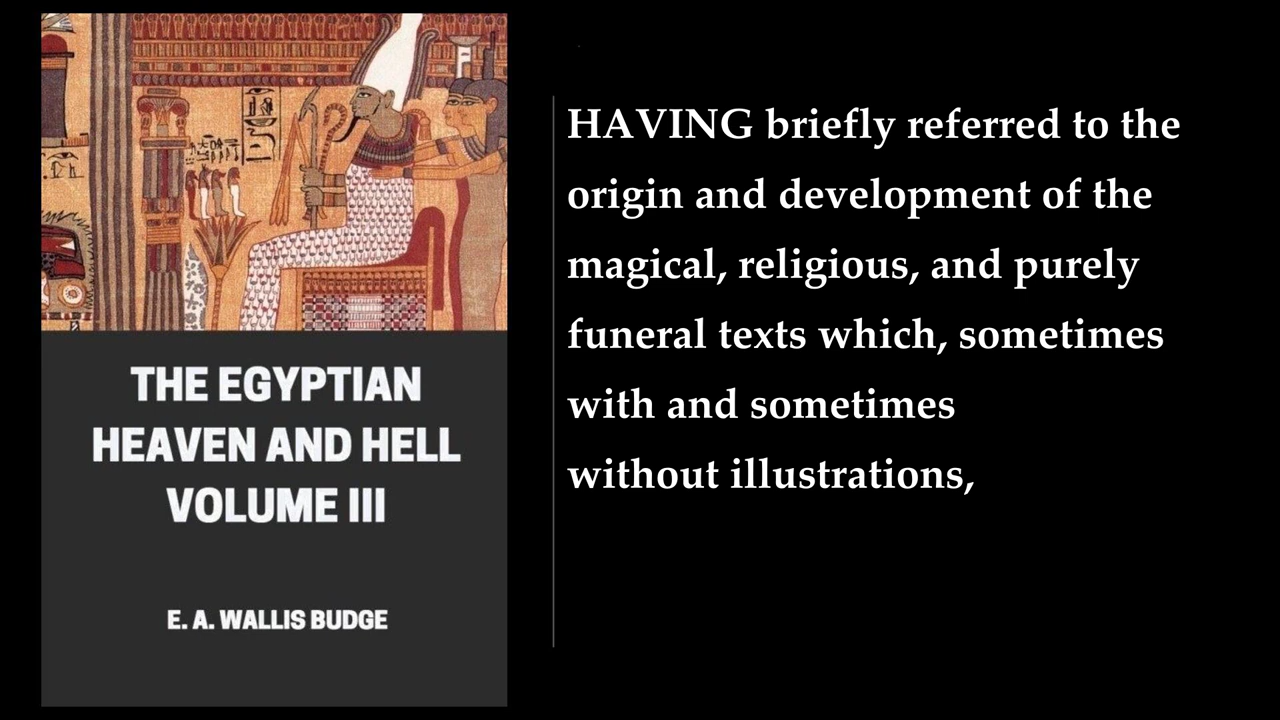 THE EGYPTIAN
HEAVEN AND HELL
VOLUME III
E. A. WALLIS BUDGE
HAVING briefly referred to the
origin and development of the
magical, religious, and purely
funeral texts which, sometimes
with and sometimes
without illustrations,